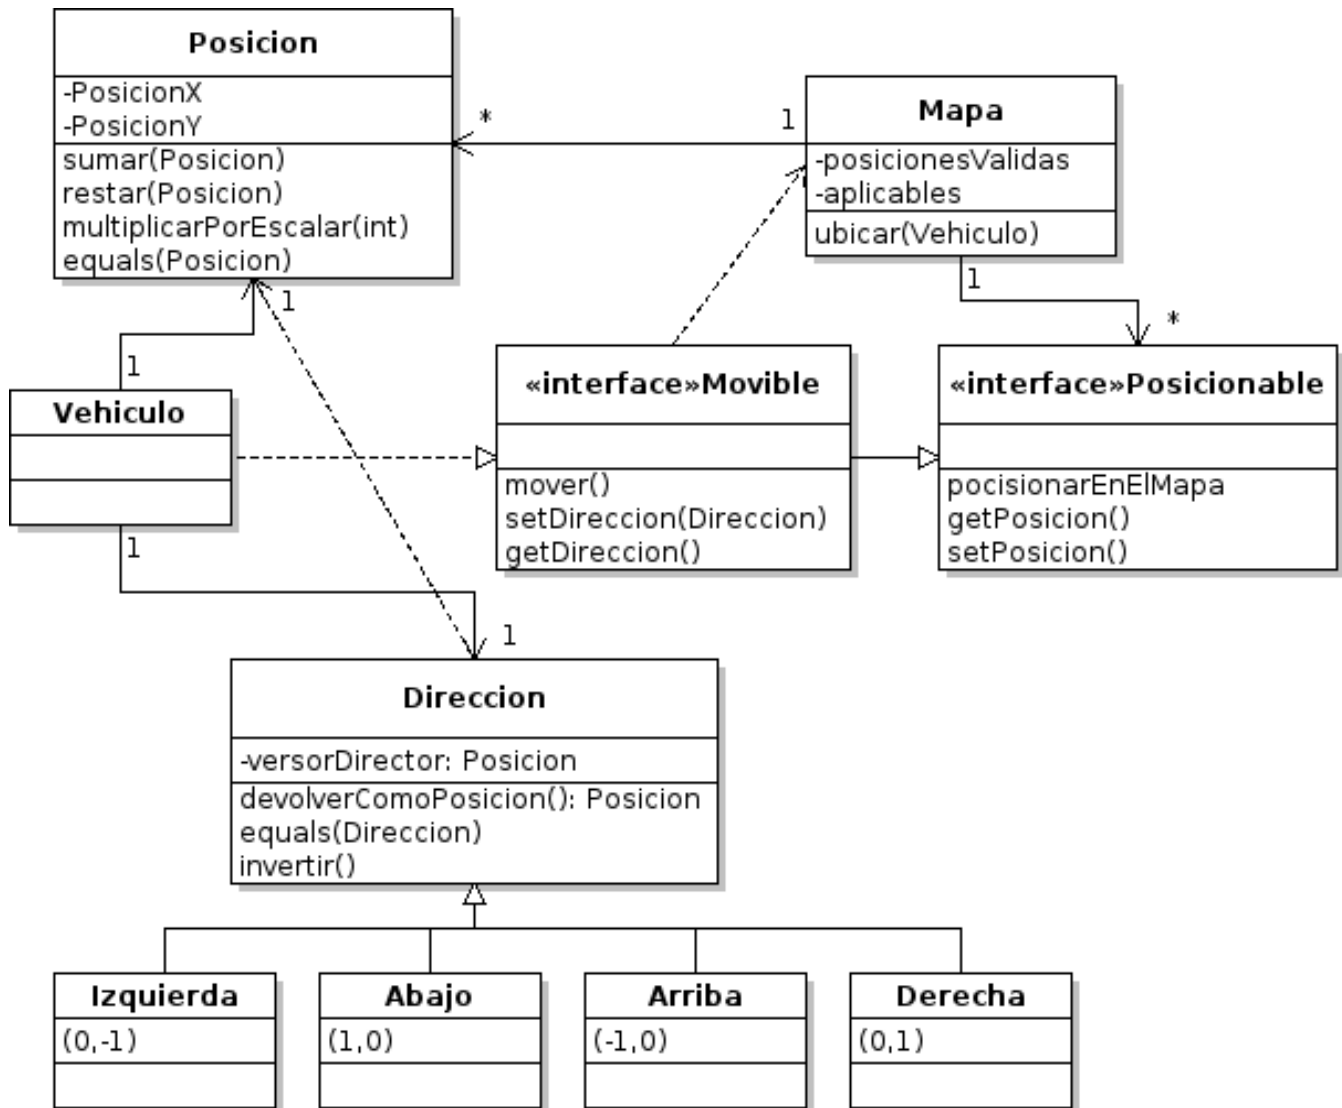 Posicion
-PosicionX
-PosicionY
sumar(Posicion)
restar(Posicion)
multiplicarPorEscalar(int)
equals(Posicion)
*
1
Mapa
-posicionesValidas
-aplicables
ubicar(Vehiculo)
1
1
*
1
Vehiculo
1
«interface»Movible
mover()
setDireccion(Direccion)
getDireccion()
«interface»Posicionable
pocisionarEnElMapa
getPosicion()
setPosicion()
1
Direccion
-versorDirector: Posicion
devolverComoPosicion(): Posicion
equals(Direccion)
invertir()
Izquierda
(0,-1)
Abajo
(1,0)
Arriba
(-1,0)
Derecha
(0,1)